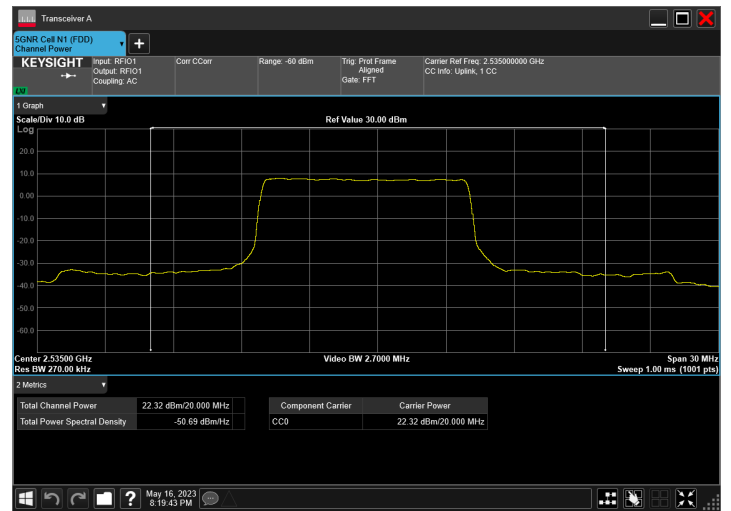 Transceiver A
5GNR Cell N1 (FDD)
Channel Power
KEYSIGHT
Input: RFIO1
Output: RFIO1
Coupling: AC
Corr CCorr
Range: -60 dBm
Trig: Prot Frame
Aligned
Gate: FFT
Carrier Ref Freq: 2.535000000 GHz
CC Info: Uplink, 1 CC
LXI
1 Graph
Scale/Div 10.0 dB
Ref Value 30.00 dBm
Log
20.0
10.0
0.00
-10.0
-20.0
-30.0
-40.0
-50.0
-60.0
Center 2.53500 GHz
Video BW 2.7000 MHz
Span 30 MHz
Res BW 270.00 kHz
Sweep 1.00 ms (1001 pts)
2 Metrics
Total Channel Power 22.32 dBm/20.000 MHz
Total Power Spectral Density -50.69 dBm/Hz
Component Carrier Carrier Power
CC0 22.32 dBm/20.000 MHz
?
May 16, 2023
8:19:43 PM